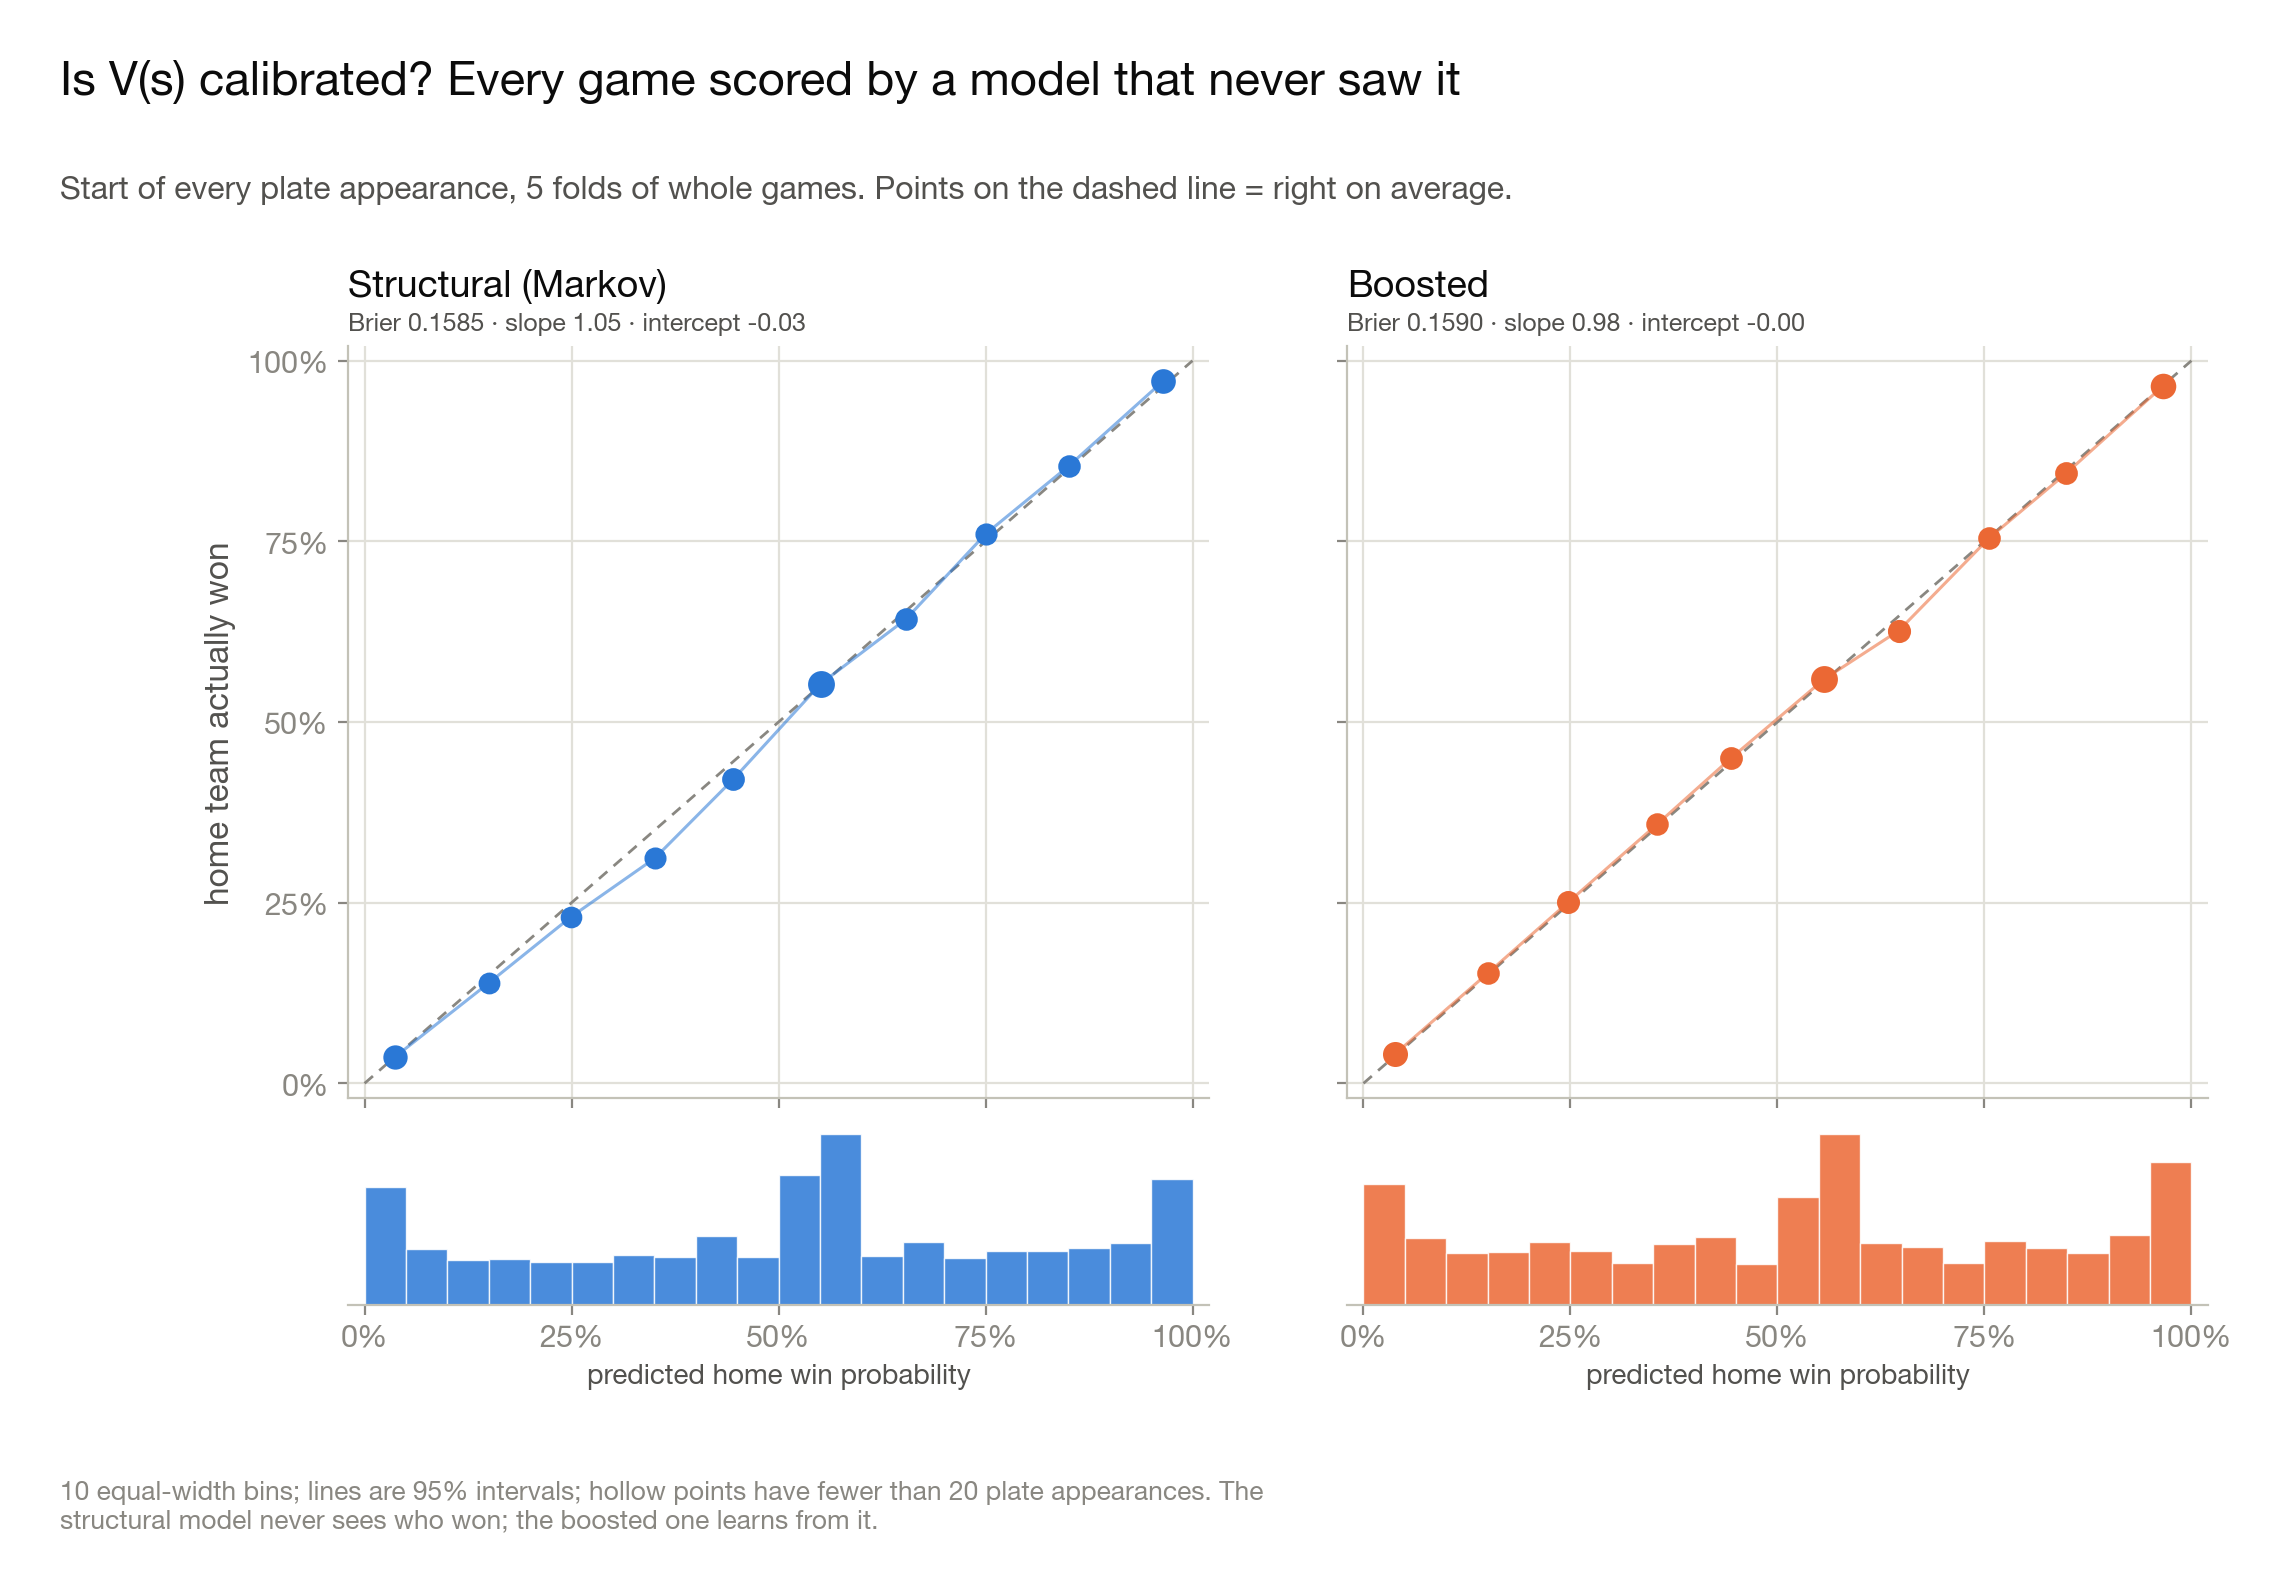 Is V(s) calibrated? Every game scored by a model that never saw it
Start of every plate appearance, 5 folds of whole games. Points on the dashed line = right on average.
Structural (Markov)
Brier 0.1585 · slope 1.05 · intercept -0.03
Boosted
Brier 0.1590 · slope 0.98 · intercept -0.00
100%
75%
50%
25%
0%
home team actually won
0%
25%
50%
75%
100%
predicted home win probability
0%
25%
50%
75%
100%
predicted home win probability
10 equal-width bins; lines are 95% intervals; hollow points have fewer than 20 plate appearances. The
structural model never sees who won; the boosted one learns from it.